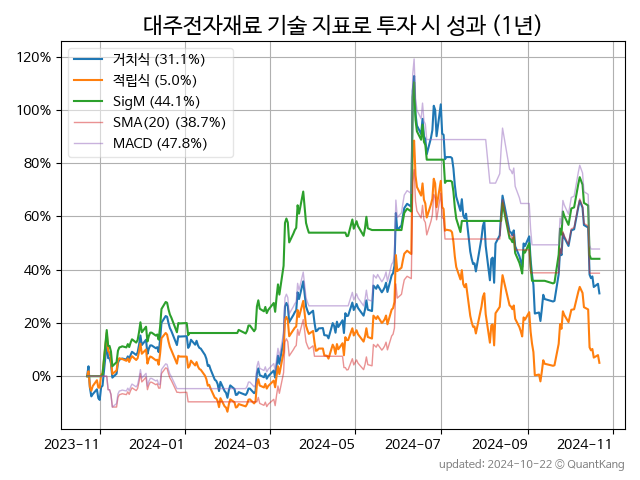 대주전자재료 기술 지표로 투자 시 성과 (1년)
120%
100%
80%
60%
40%
20%
0%
거치식 (31.1%)
적립식 (5.0%)
SigM (44.1%)
SMA(20) (38.7%)
MACD (47.8%)
2023-11
2024-01
2024-03
2024-05
2024-07
2024-09
2024-11
updated: 2024-10-22 © QuantKang